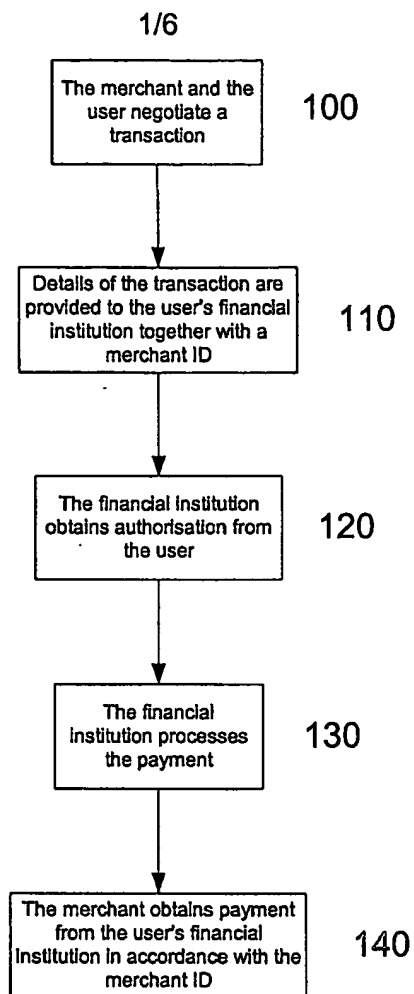 1/6
The merchant and the
user negotiate a
transaction
100
Details of the transaction are
provided to the user's financial
institution together with a
merchant ID
110
The financial institution
obtains authorisation from
the user
120
The financial
institution processes
the payment
130
The merchant obtains payment
from the user's financial
institution in accordance with the
merchant ID
140